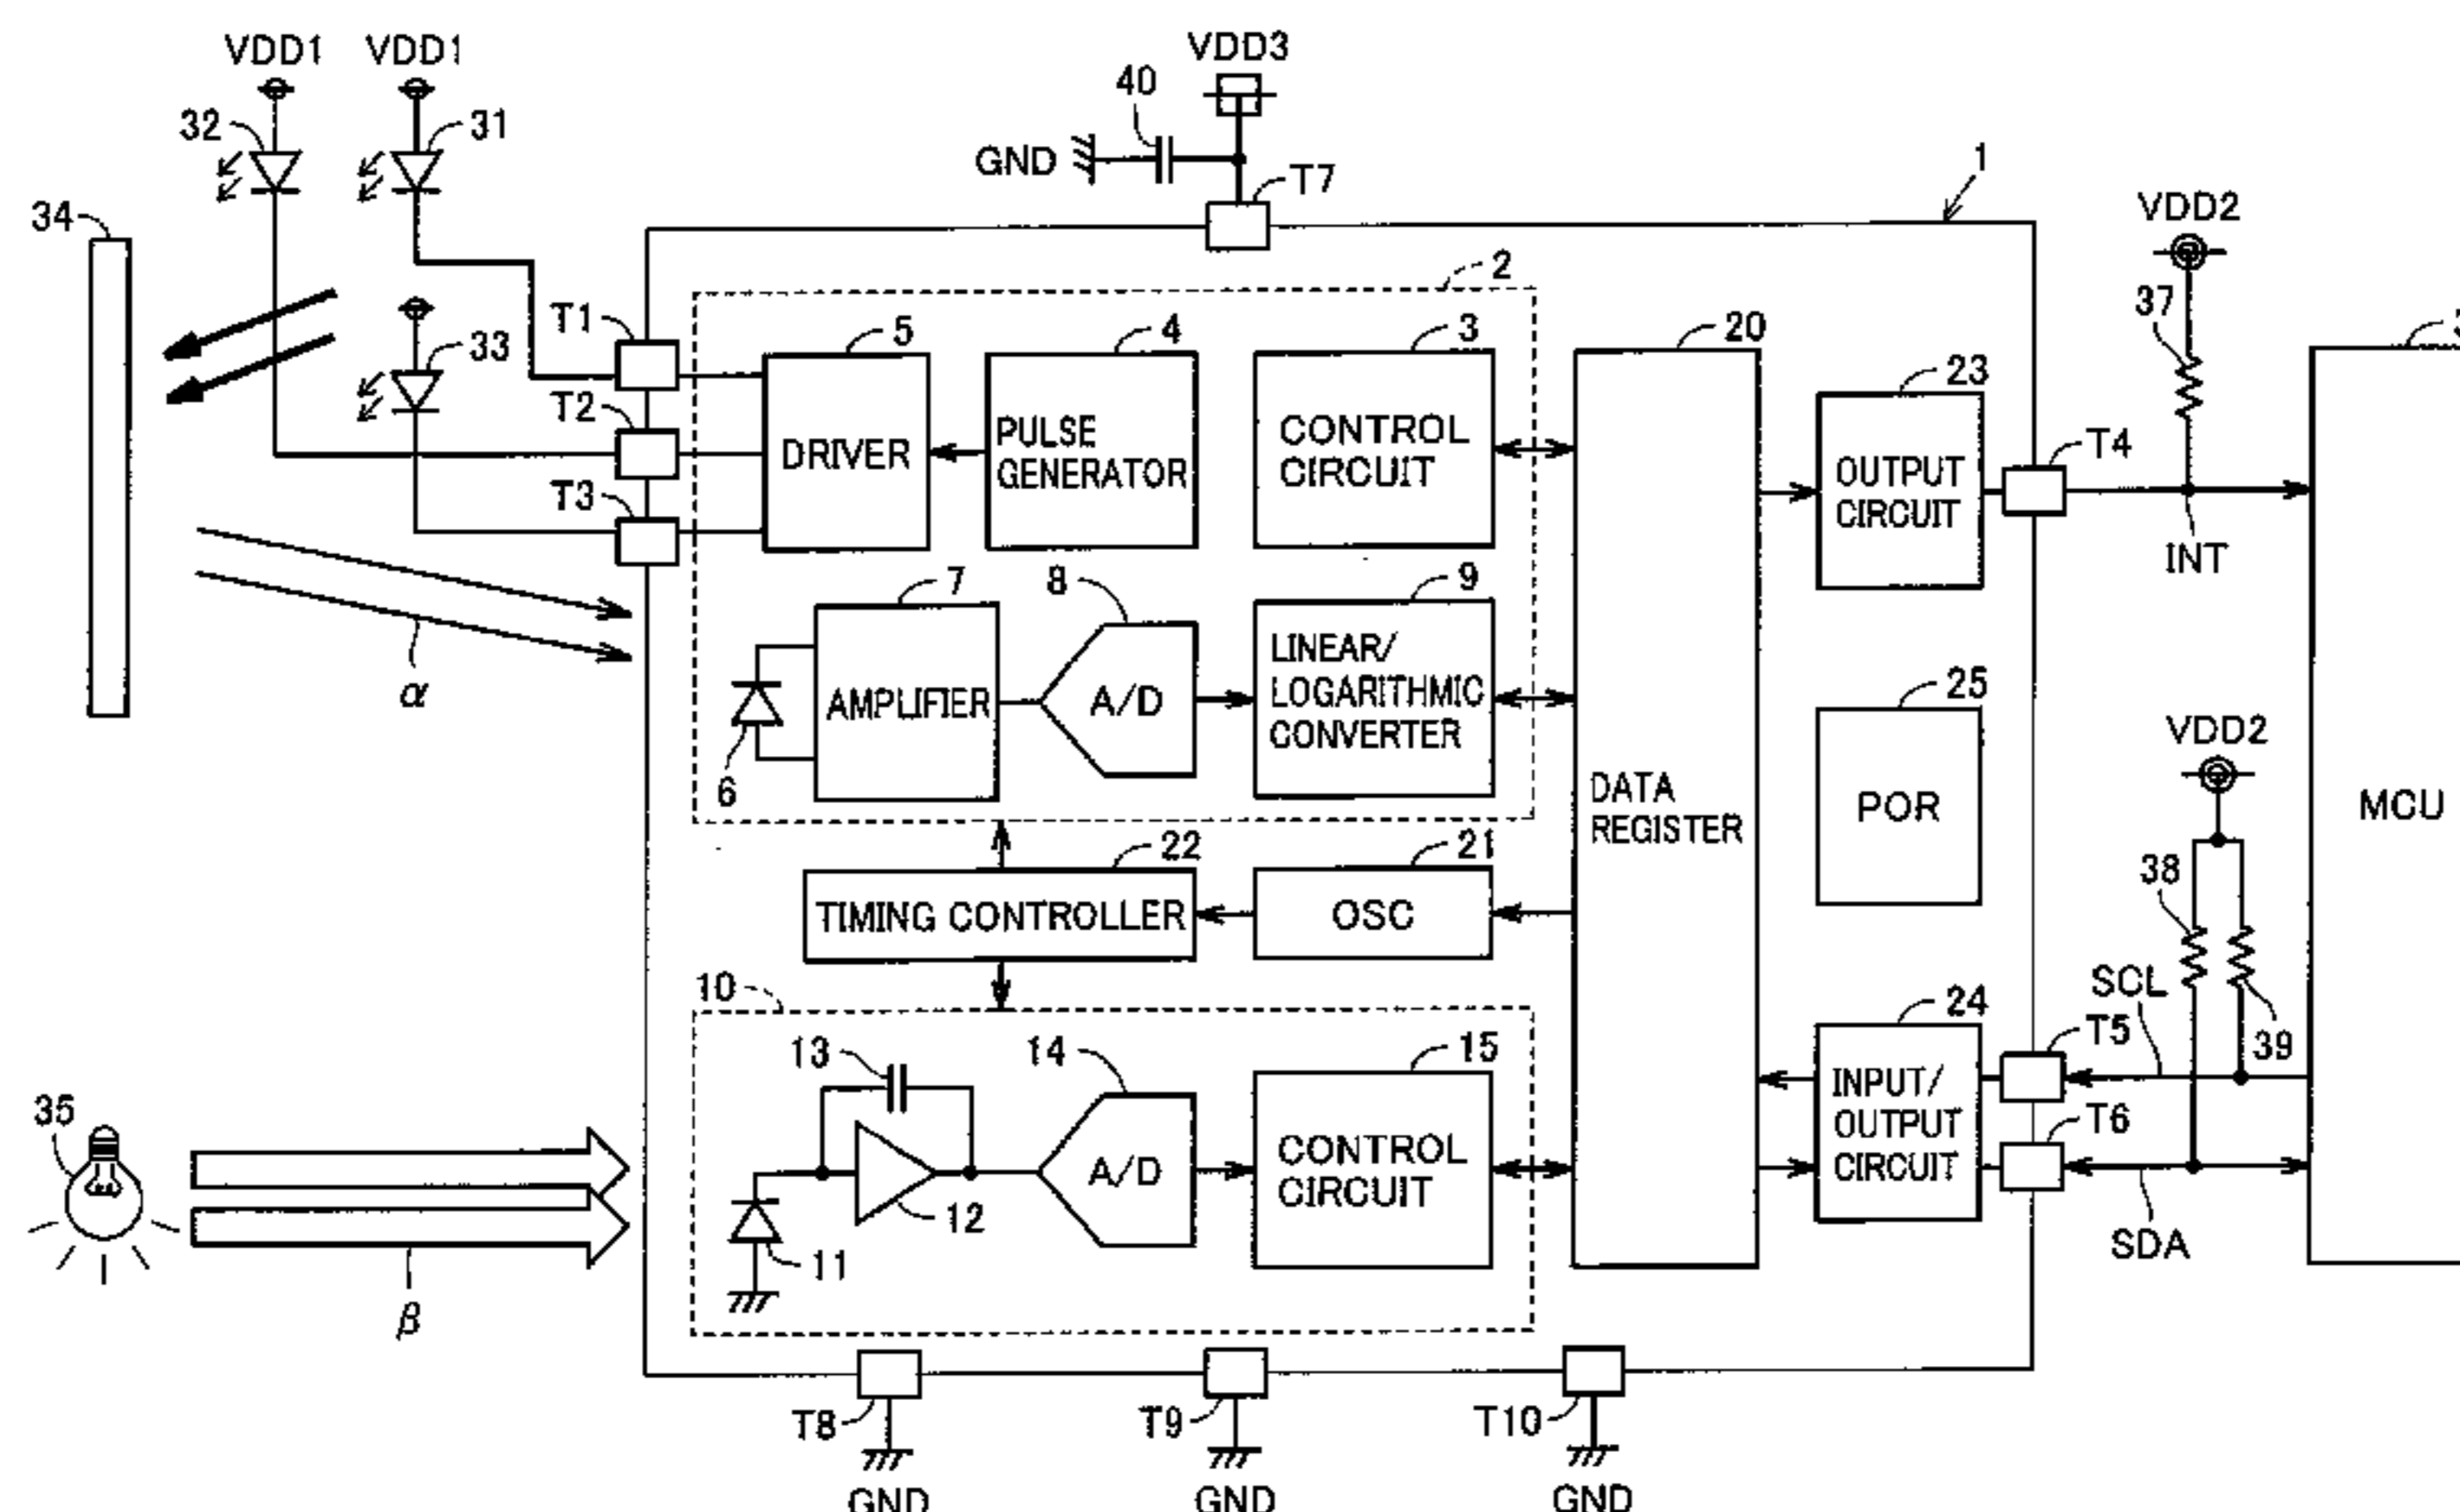 VDD1 VDD1 VDD3
40
32 31
GND T7 1
34 VDD2
2
37
T1 5 4 3 20
33 23
T2
DRIVER
PULSE
GENERATOR
CONTROL
CIRCUIT
OUTPUT
CIRCUIT
T4
T3
INT
7 8 9
α
6
AMPLIFIER
A/D
LINEAR/
LOGARITHMIC
CONVERTER
25
VDD2
DATA
REGISTER
POR
MCU
22 21
TIMING CONTROLLER
OSC
38
10
SCL
24
T5
39
13 14 15
35
12
11
A/D
CONTROL
CIRCUIT
INPUT/
OUTPUT
CIRCUIT
T6
SDA
β
T8 T9 T10
GND GND GND